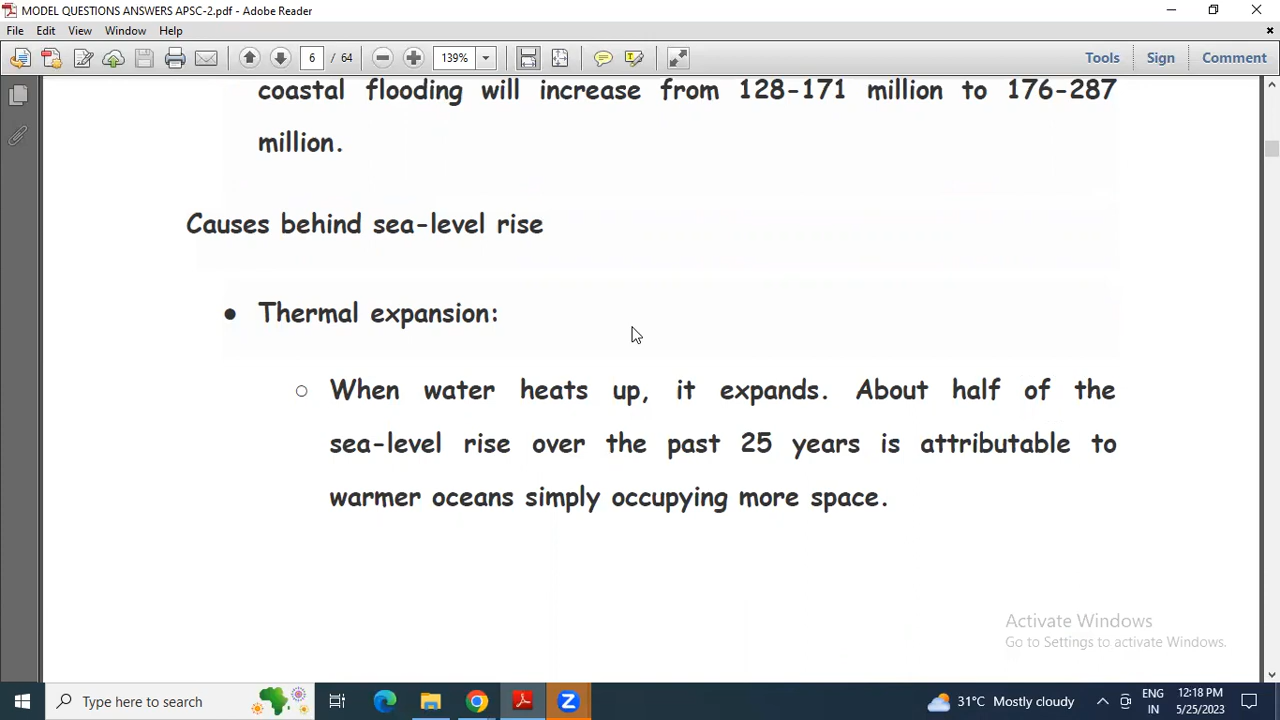 MODEL QUESTIONS ANSWERS APSC-2.pdf - Adobe Reader
File Edit View Window Help
6 / 64 139% Tools Sign Comment
coastal flooding will increase from 128-171 million to 176-287
million.
Causes behind sea-level rise
● Thermal expansion:
○ When water heats up, it expands. About half of the
sea-level rise over the past 25 years is attributable to
warmer oceans simply occupying more space.
Activate Windows
Go to Settings to activate Windows.
Type here to search 31°C Mostly cloudy ENG 12:18 PM
IN 5/25/2023